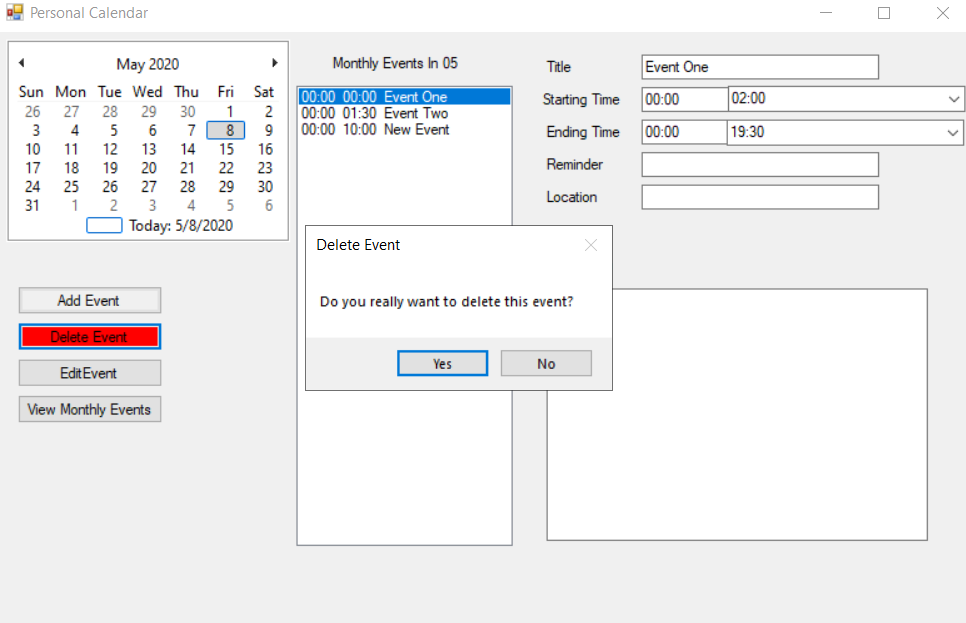 Personal Calendar
May 2020
Sun Mon Tue Wed Thu Fri Sat
26 27 28 29 30 1 2
3 4 5 6 7 8 9
10 11 12 13 14 15 16
17 18 19 20 21 22 23
24 25 26 27 28 29 30
31 1 2 3 4 5 6
Today: 5/8/2020
Add Event
Delete Event
EditEvent
View Monthly Events
Monthly Events In 05
00:00 00:00 Event One
00:00 01:30 Event Two
00:00 10:00 New Event
Title Event One
Starting Time 00:00 02:00
Ending Time 00:00 19:30
Reminder
Location
Delete Event
Do you really want to delete this event?
Yes No